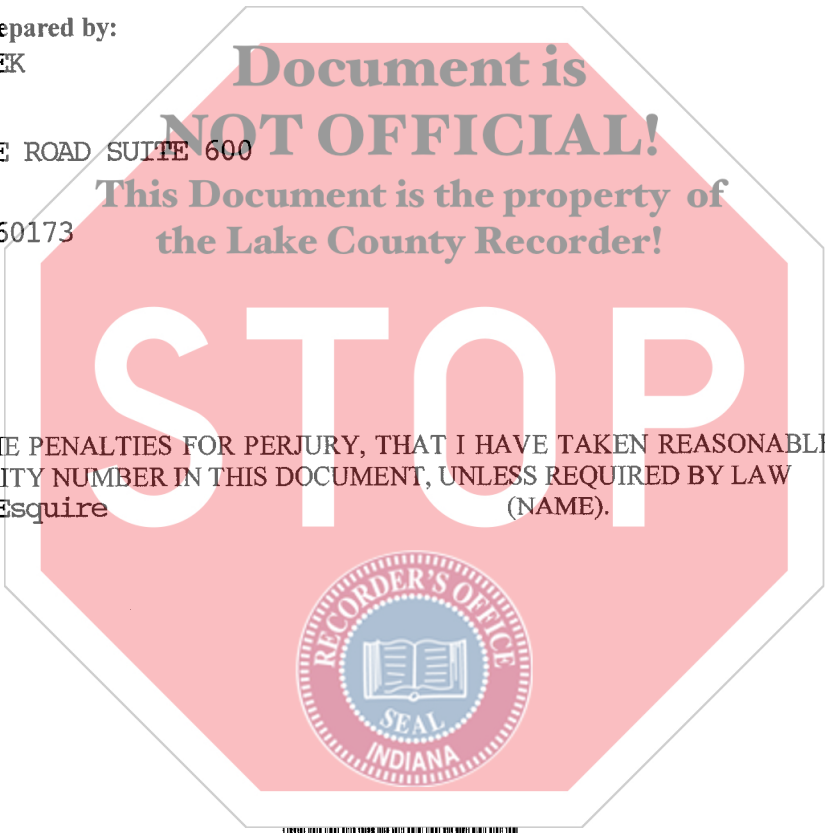 epared by:
EK
Document is
NOT OFFICIAL!
E ROAD SUITE 600
This Document is the property of
60173
the Lake County Recorder!
STOP
E PENALTIES FOR PERJURY, THAT I HAVE TAKEN REASONABLE
ITY NUMBER IN THIS DOCUMENT, UNLESS REQUIRED BY LAW
Esquire (NAME).
RECORDER'S OFFICE
SEAL
INDIANA